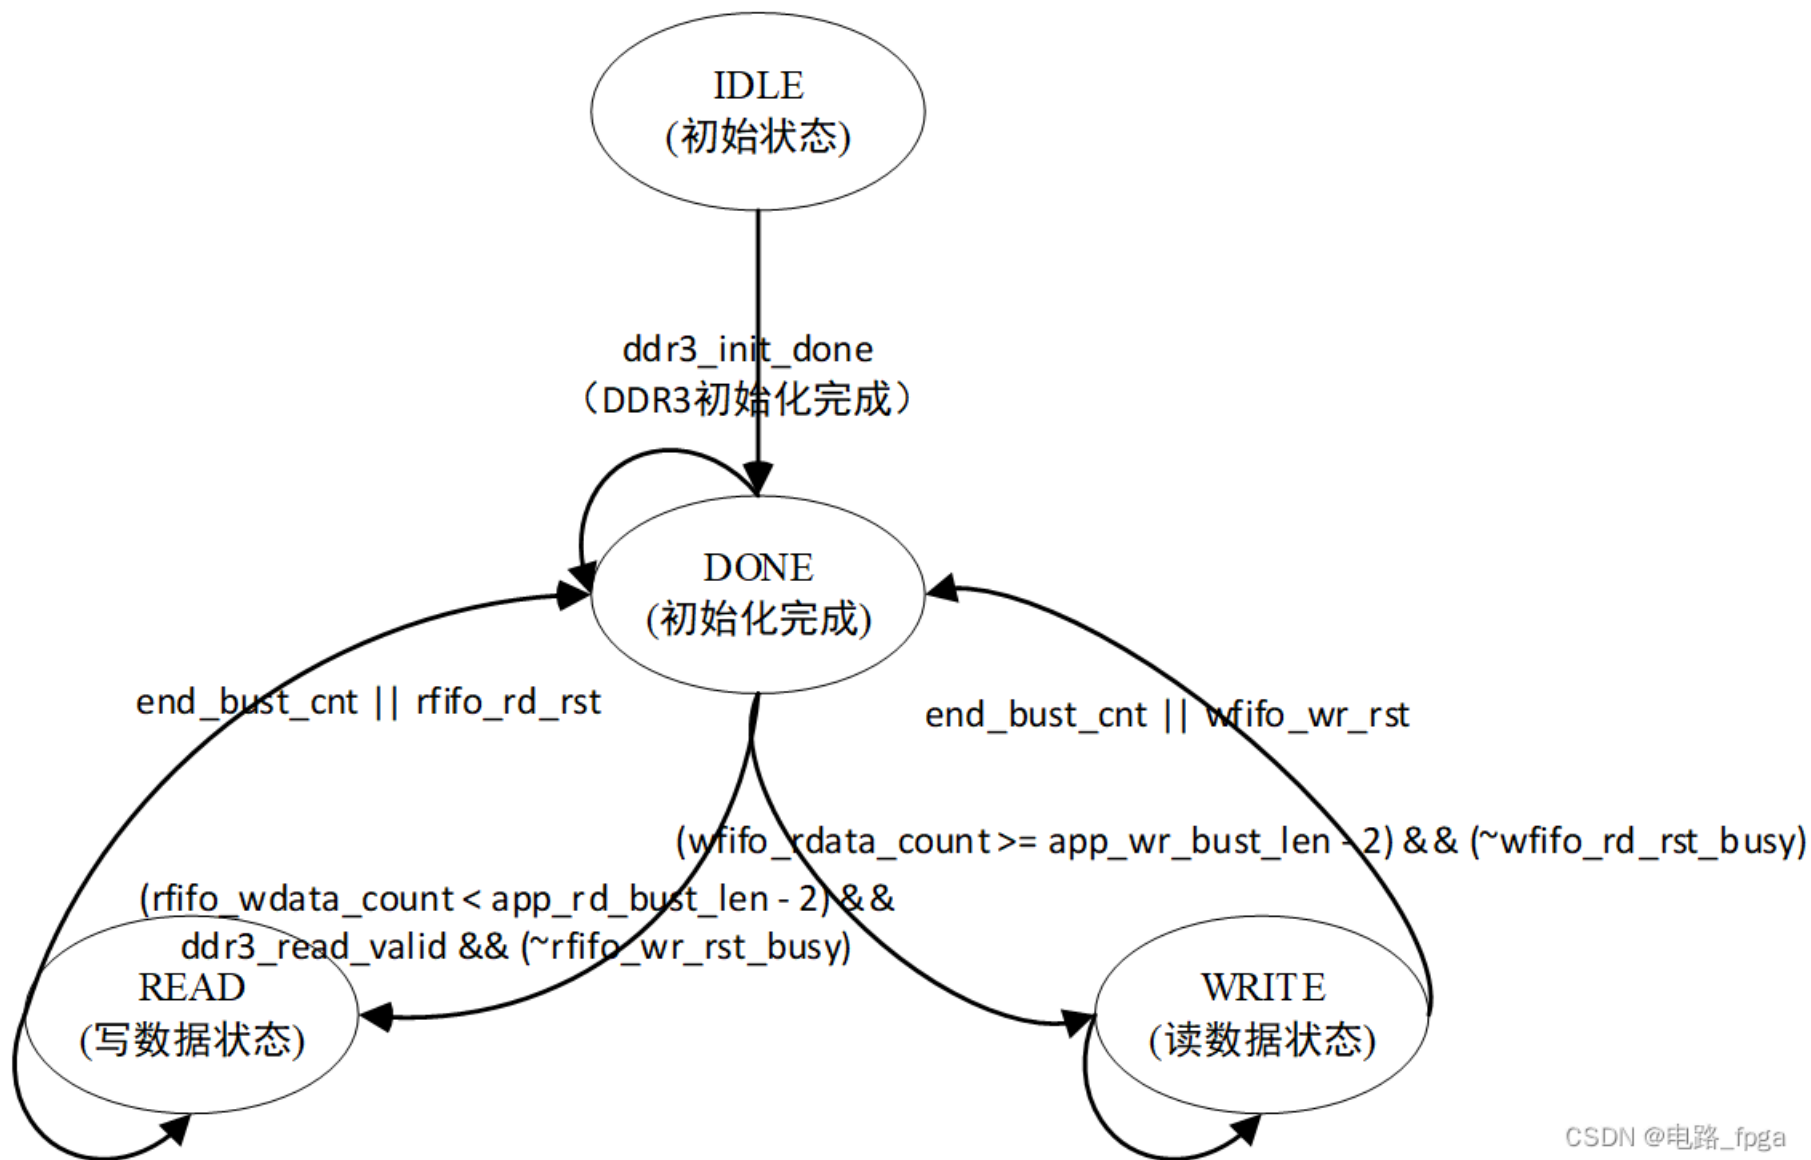 IDLE
(初始状态)
ddr3_init_done
（DDR3初始化完成）
DONE
(初始化完成)
end_bust_cnt || rfifo_rd_rst
end_bust_cnt || wfifo_wr_rst
(wfifo_rdata_count >= app_wr_bust_len - 2) && (~wfifo_rd_rst_busy)
(rfifo_wdata_count < app_rd_bust_len - 2) &&
ddr3_read_valid && (~rfifo_wr_rst_busy)
READ
(写数据状态)
WRITE
(读数据状态)
CSDN @电路_fpga